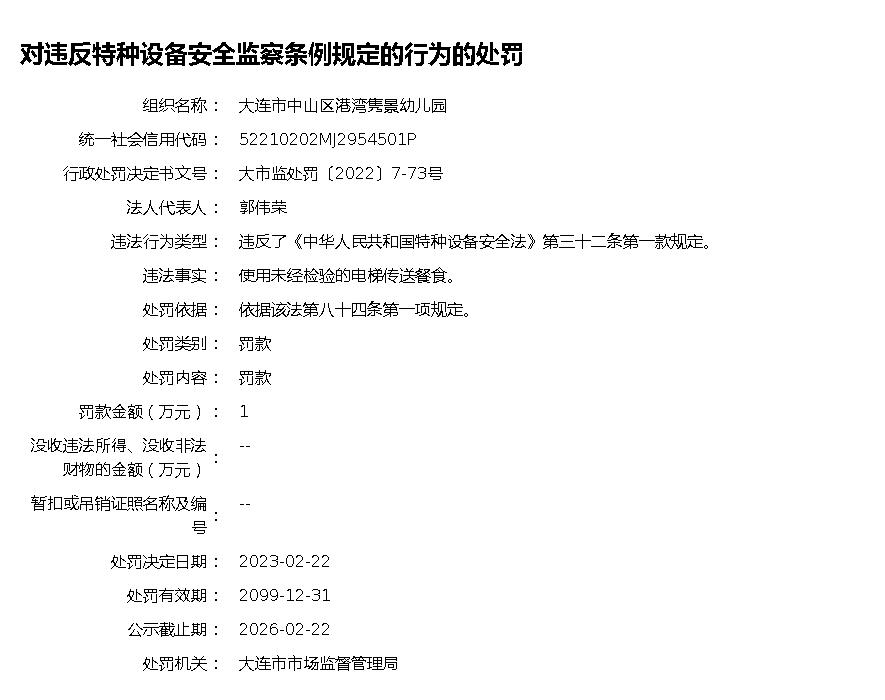 对违反特种设备安全监察条例规定的行为的处罚
组织名称： 大连市中山区港湾隽景幼儿园
统一社会信用代码： 52210202MJ2954501P
行政处罚决定书文号： 大市监处罚〔2022〕7-73号
法人代表人： 郭伟荣
违法行为类型： 违反了《中华人民共和国特种设备安全法》第三十二条第一款规定。
违法事实： 使用未经检验的电梯传送餐食。
处罚依据： 依据该法第八十四条第一项规定。
处罚类别： 罚款
处罚内容： 罚款
罚款金额（万元）： 1
没收违法所得、没收非法
财物的金额（万元）： --
暂扣或吊销证照名称及编
号： --
处罚决定日期： 2023-02-22
处罚有效期： 2099-12-31
公示截止期： 2026-02-22
处罚机关： 大连市市场监督管理局